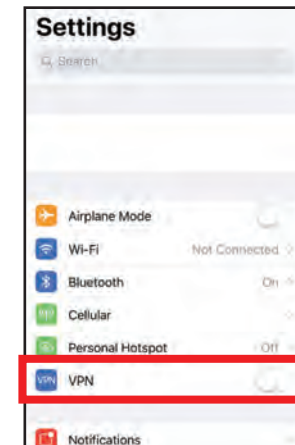 Settings
Search
Airplane Mode
Wi-Fi Not Connected
Bluetooth On
Cellular
Personal Hotspot Off
VPN VPN
Notifications